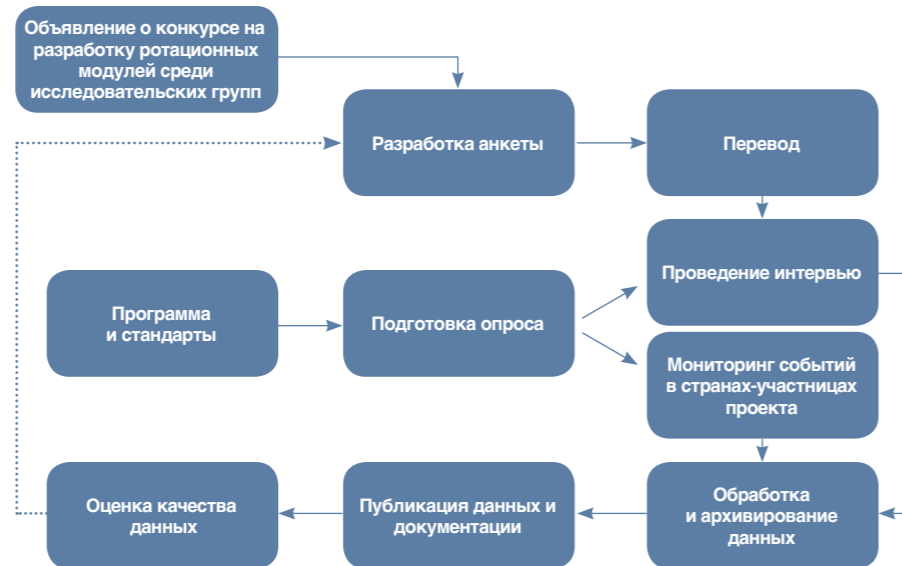 Объявление о конкурсе на
разработку ротационных
модулей среди
исследовательских групп
Разработка анкеты
Перевод
Проведение интервью
Программа
и стандарты
Подготовка опроса
Мониторинг событий
в странах-участницах
проекта
Оценка качества
данных
Публикация данных и
документации
Обработка
и архивирование
данных